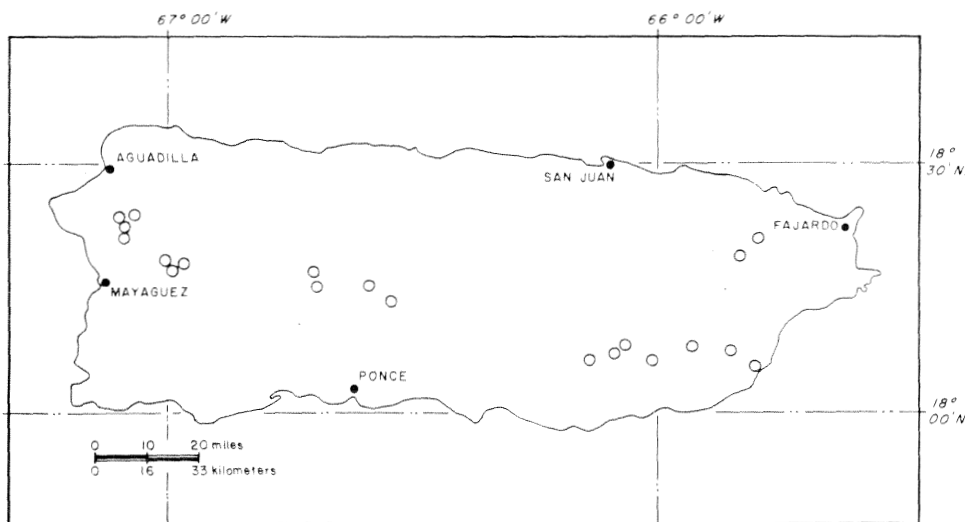 67° 00' W
66° 00' W
AGUADILLA
SAN JUAN
18°
30' N
FAJARDO
MAYAGUEZ
PONCE
18°
00' N
0 10 20 miles
0 16 33 kilometers